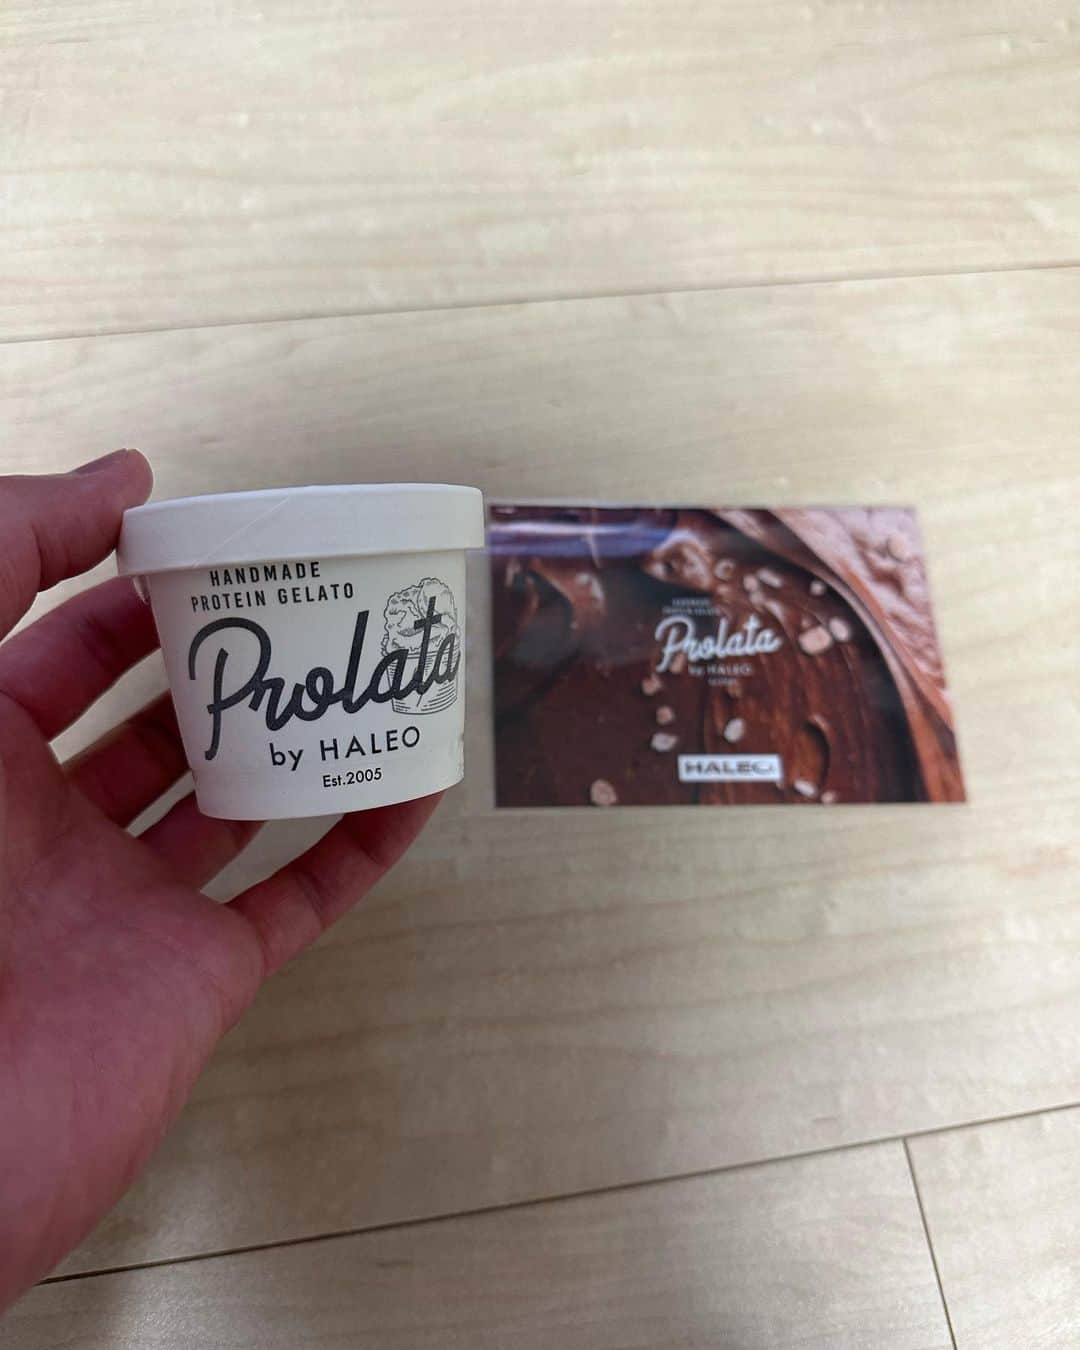 HANDMADE
PROTEIN GELATO
Prolata
by HALEO
Est.2005
Prolata
by HALEO
HALEO